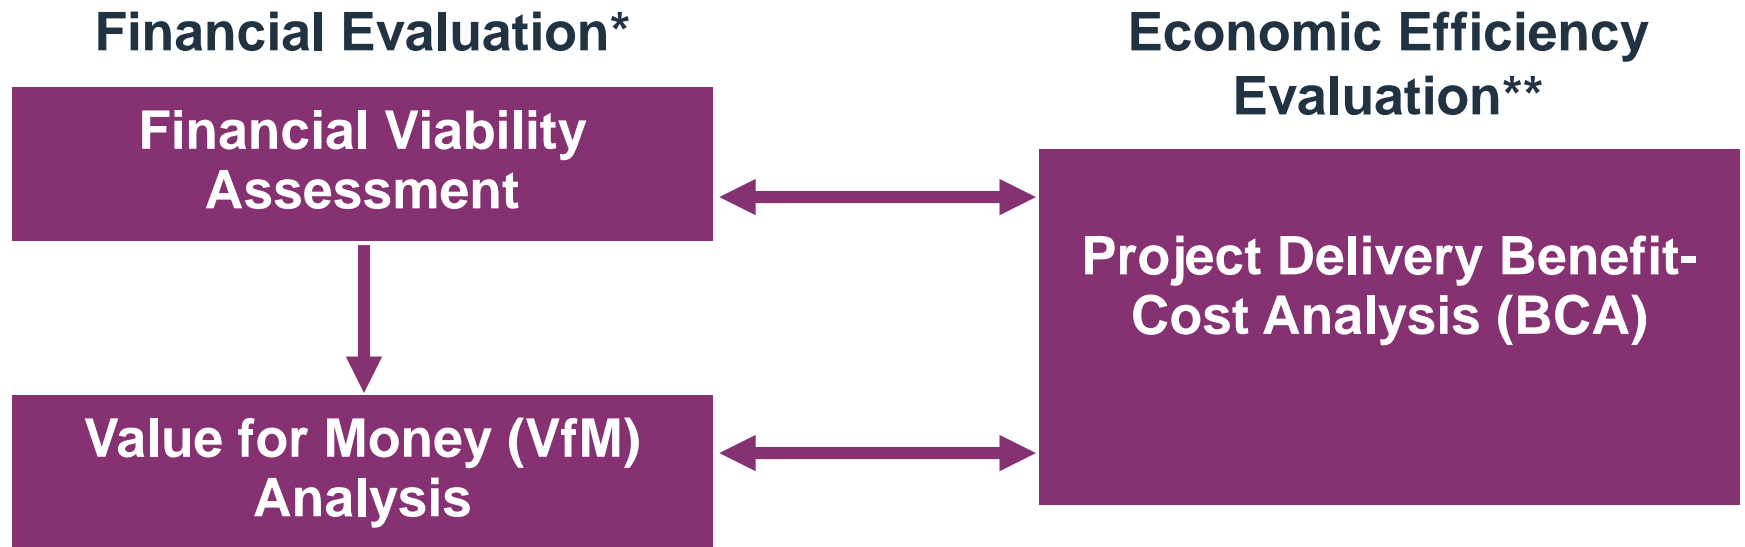 Financial Evaluation*
Financial Viability
Assessment
Value for Money (VfM)
Analysis
Economic Efficiency
Evaluation**
Project Delivery Benefit-
Cost Analysis (BCA)